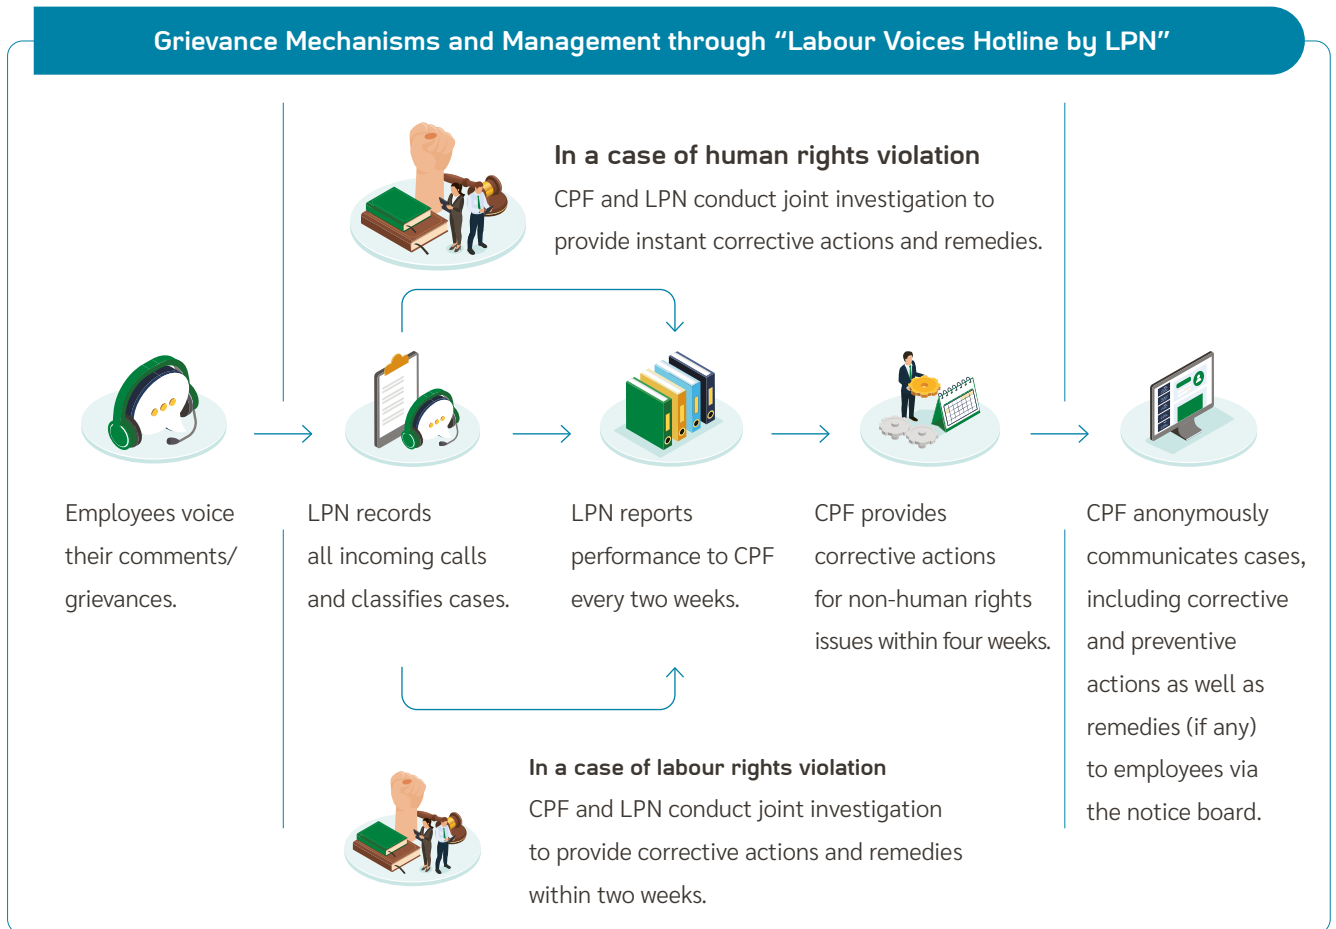 Grievance Mechanisms and Management through “Labour Voices Hotline by LPN”
In a case of human rights violation
CPF and LPN conduct joint investigation to
provide instant corrective actions and remedies.
Employees voice
their comments/
grievances.
LPN records
all incoming calls
and classifies cases.
LPN reports
performance to CPF
every two weeks.
CPF provides
corrective actions
for non-human rights
issues within four weeks.
CPF anonymously
communicates cases,
including corrective
and preventive
actions as well as
remedies (if any)
to employees via
the notice board.
In a case of labour rights violation
CPF and LPN conduct joint investigation
to provide corrective actions and remedies
within two weeks.